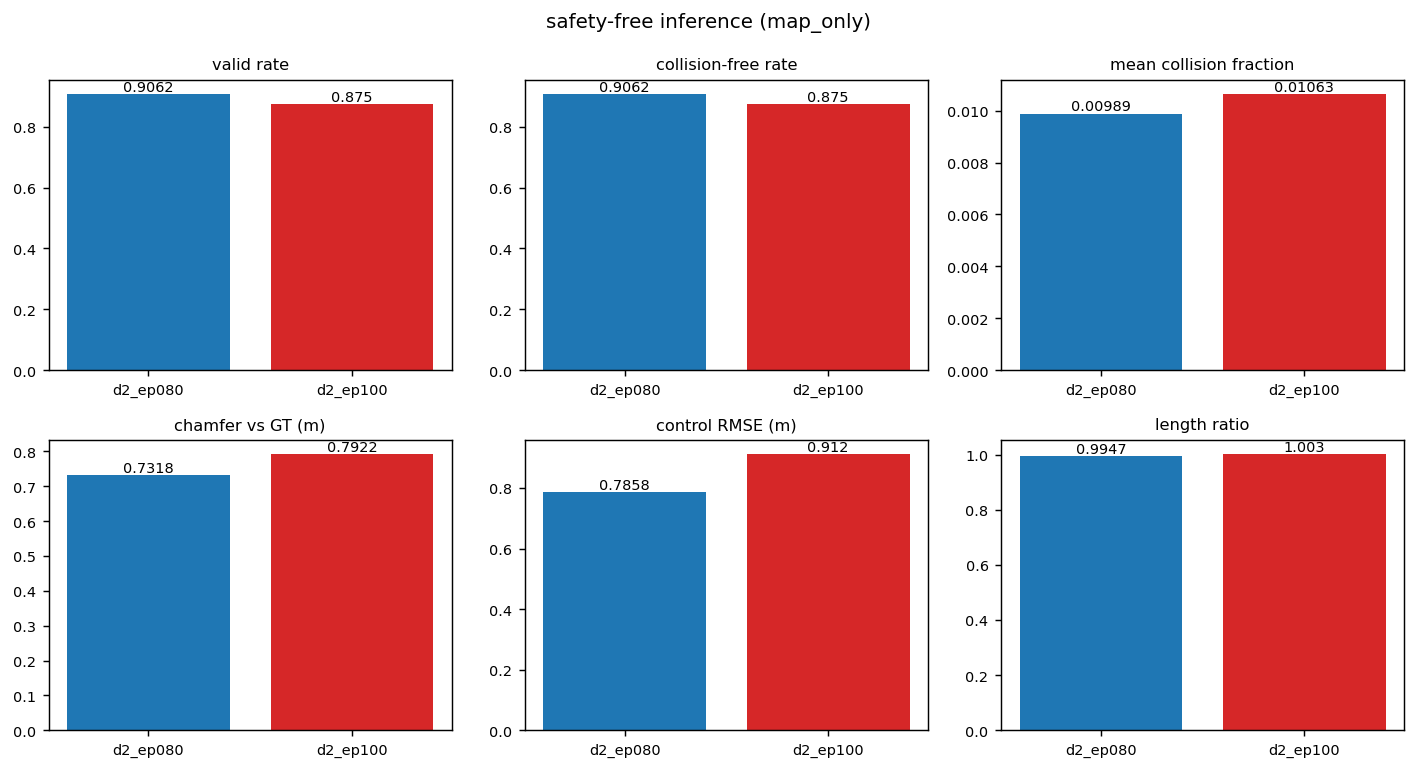 safety-free inference (map_only)
valid rate
0.9062
0.875
0.8
0.6
0.4
0.2
0.0
d2_ep080
d2_ep100
collision-free rate
0.9062
0.875
0.8
0.6
0.4
0.2
0.0
d2_ep080
d2_ep100
mean collision fraction
0.00989
0.01063
0.010
0.008
0.006
0.004
0.002
0.000
d2_ep080
d2_ep100
chamfer vs GT (m)
0.7318
0.7922
0.8
0.7
0.6
0.5
0.4
0.3
0.2
0.1
0.0
d2_ep080
d2_ep100
control RMSE (m)
0.7858
0.912
0.8
0.6
0.4
0.2
0.0
d2_ep080
d2_ep100
length ratio
0.9947
1.003
1.0
0.8
0.6
0.4
0.2
0.0
d2_ep080
d2_ep100